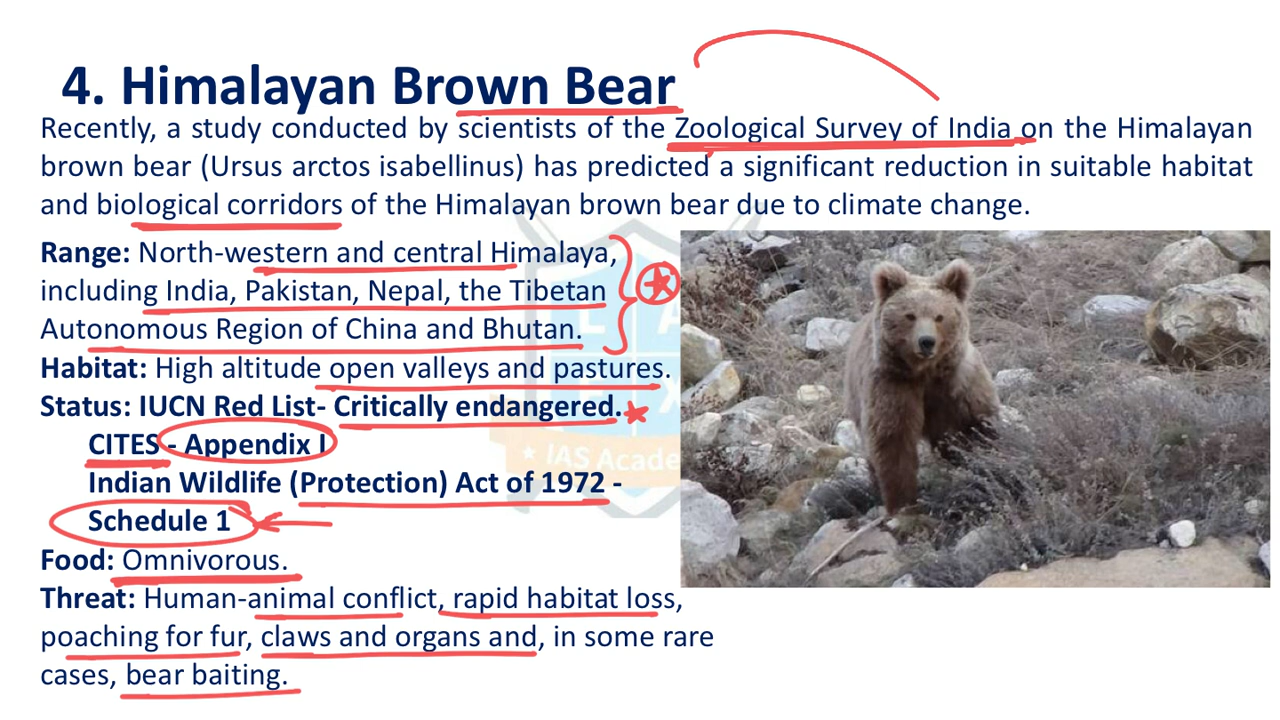 4. Himalayan Brown Bear
Recently, a study conducted by scientists of the Zoological Survey of India on the Himalayan
brown bear (Ursus arctos isabellinus) has predicted a significant reduction in suitable habitat
and biological corridors of the Himalayan brown bear due to climate change.
Range: North-western and central Himalaya,
including India, Pakistan, Nepal, the Tibetan
Autonomous Region of China and Bhutan.
Habitat: High altitude open valleys and pastures.
Status: IUCN Red List- Critically endangered.
CITES - Appendix I
Indian Wildlife (Protection) Act of 1972 -
Schedule 1
Food: Omnivorous.
Threat: Human-animal conflict, rapid habitat loss,
poaching for fur, claws and organs and, in some rare
cases, bear baiting.
IAS Acade